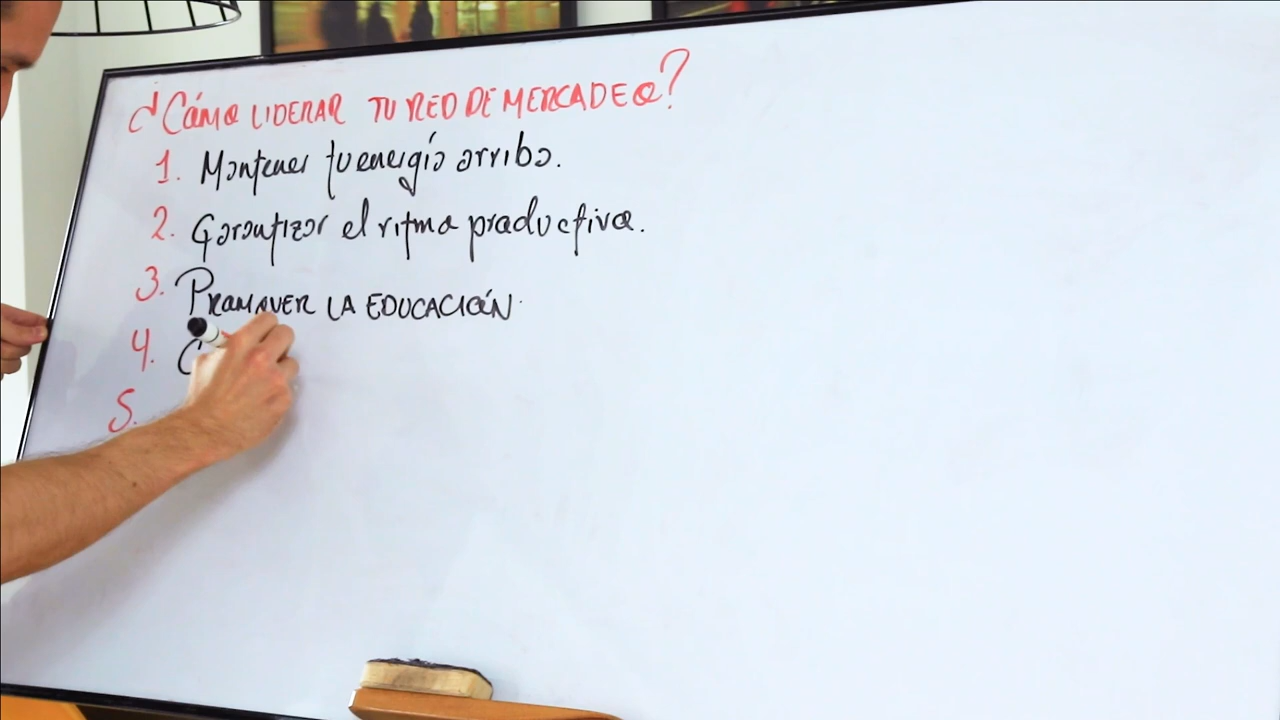 ¿Cómo LIDERAR TU RED DE MERCADEO?
1. Mantener tu energía arriba.
2. Garantizar el ritmo productivo.
3. PROMOVER LA EDUCACIÓN.
4. C
5.